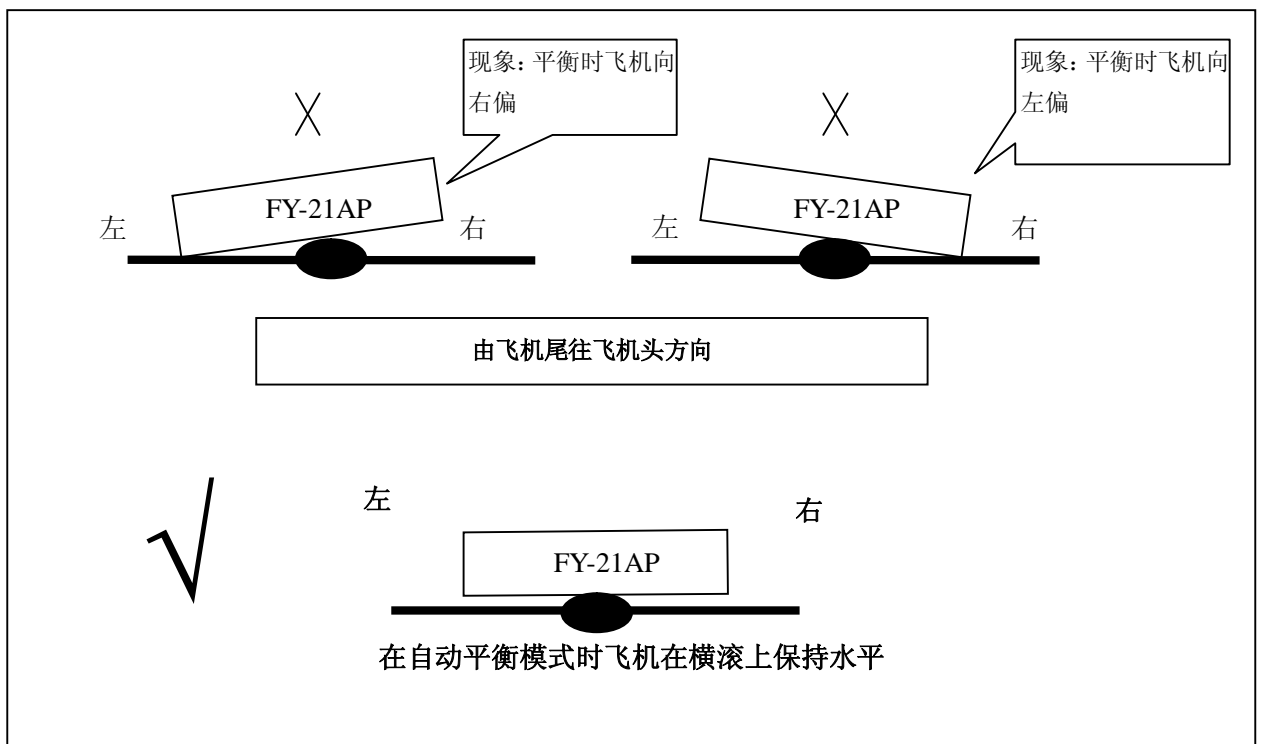 现象：平衡时飞机向
右偏
现象：平衡时飞机向
左偏
X
X
FY-21AP
FY-21AP
左
右
左
右
由飞机尾往飞机头方向
√
左
右
FY-21AP
在自动平衡模式时飞机在横滚上保持水平